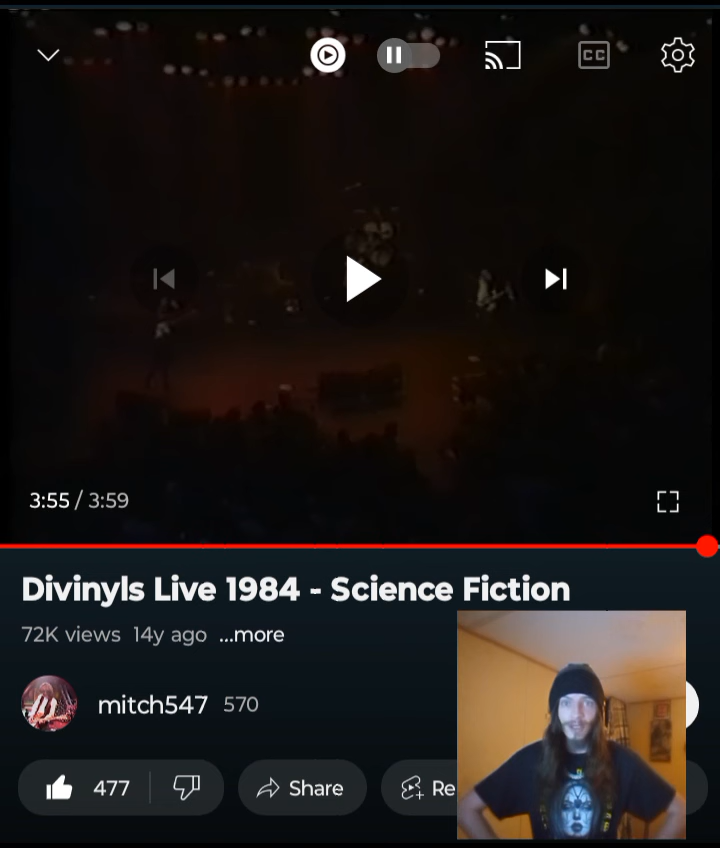 CC
3:55 / 3:59
Divinyls Live 1984 - Science Fiction
72K views 14y ago ...more
mitch547 570
477 Share Re